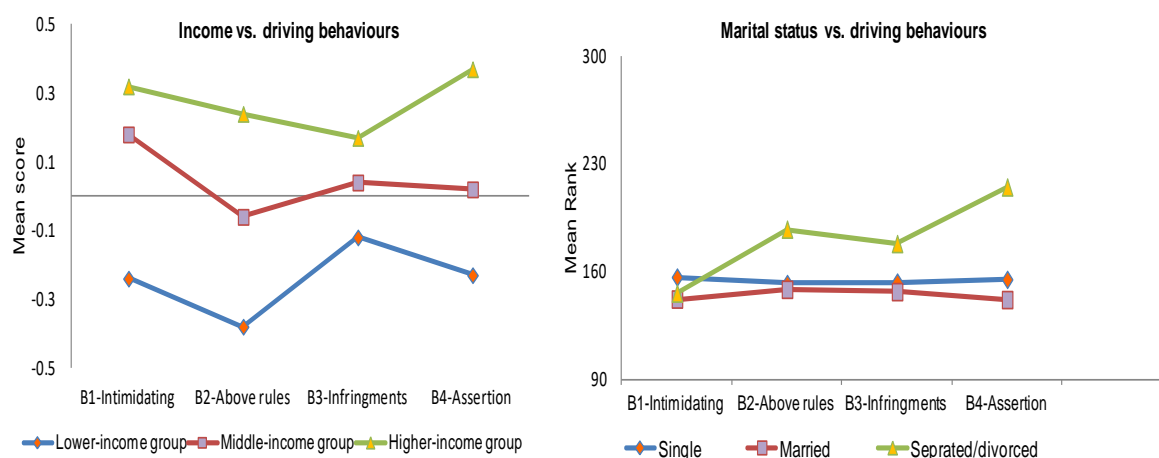 Income vs. driving behaviours
Mean score
0.5
0.3
0.1
-0.1
-0.3
-0.5
B1-Intimidating B2-Above rules B3-Infringments B4-Assertion
Lower-income group Middle-income group Higher-income group
Marital status vs. driving behaviours
Mean Rank
300
230
160
90
B1-Intimidating B2-Above rules B3-Infringments B4-Assertion
Single Married Seprated/divorced